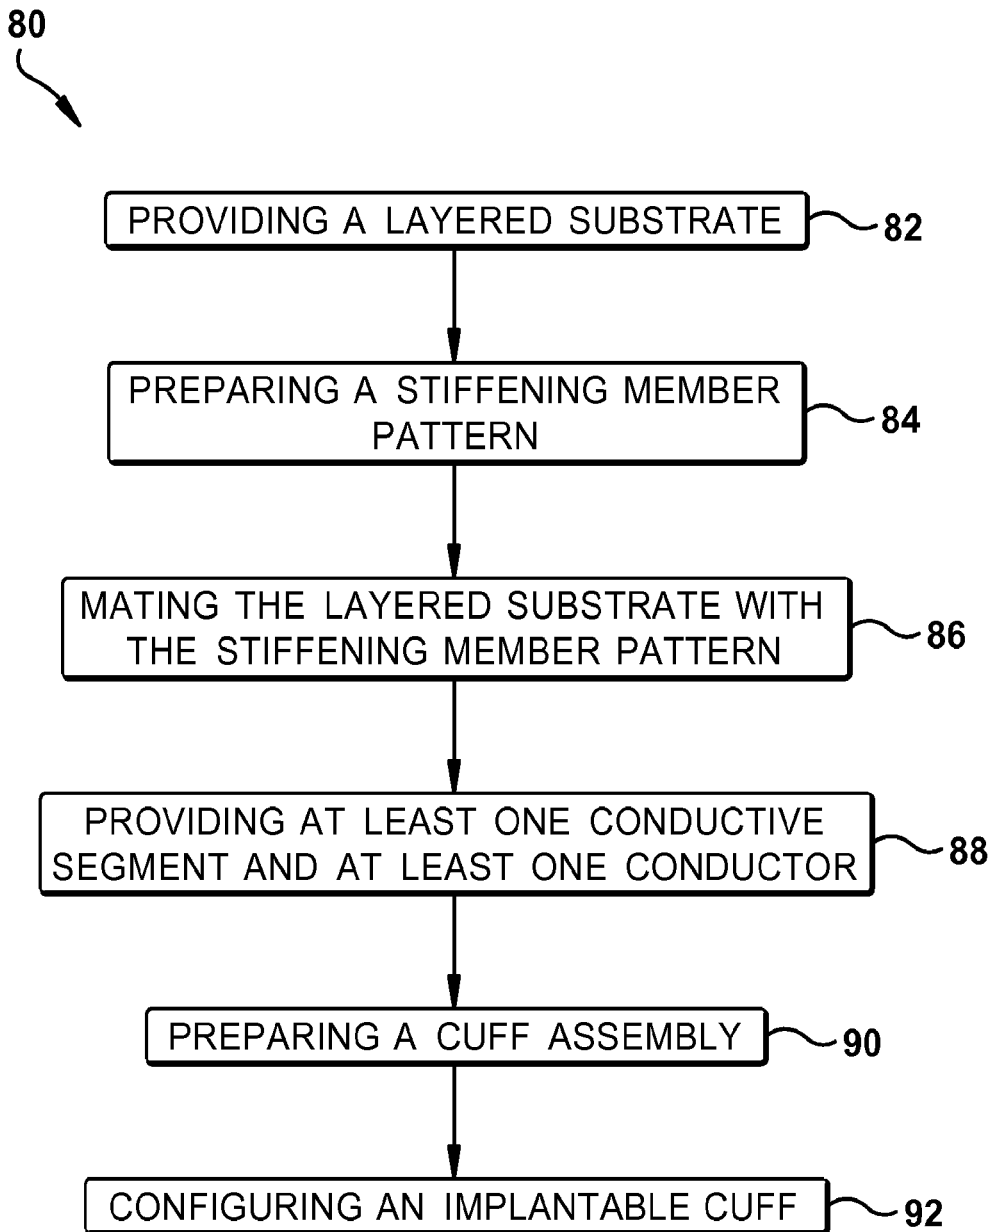 80
PROVIDING A LAYERED SUBSTRATE
82
PREPARING A STIFFENING MEMBER
PATTERN
84
MATING THE LAYERED SUBSTRATE WITH
THE STIFFENING MEMBER PATTERN
86
PROVIDING AT LEAST ONE CONDUCTIVE
SEGMENT AND AT LEAST ONE CONDUCTOR
88
PREPARING A CUFF ASSEMBLY
90
CONFIGURING AN IMPLANTABLE CUFF
92